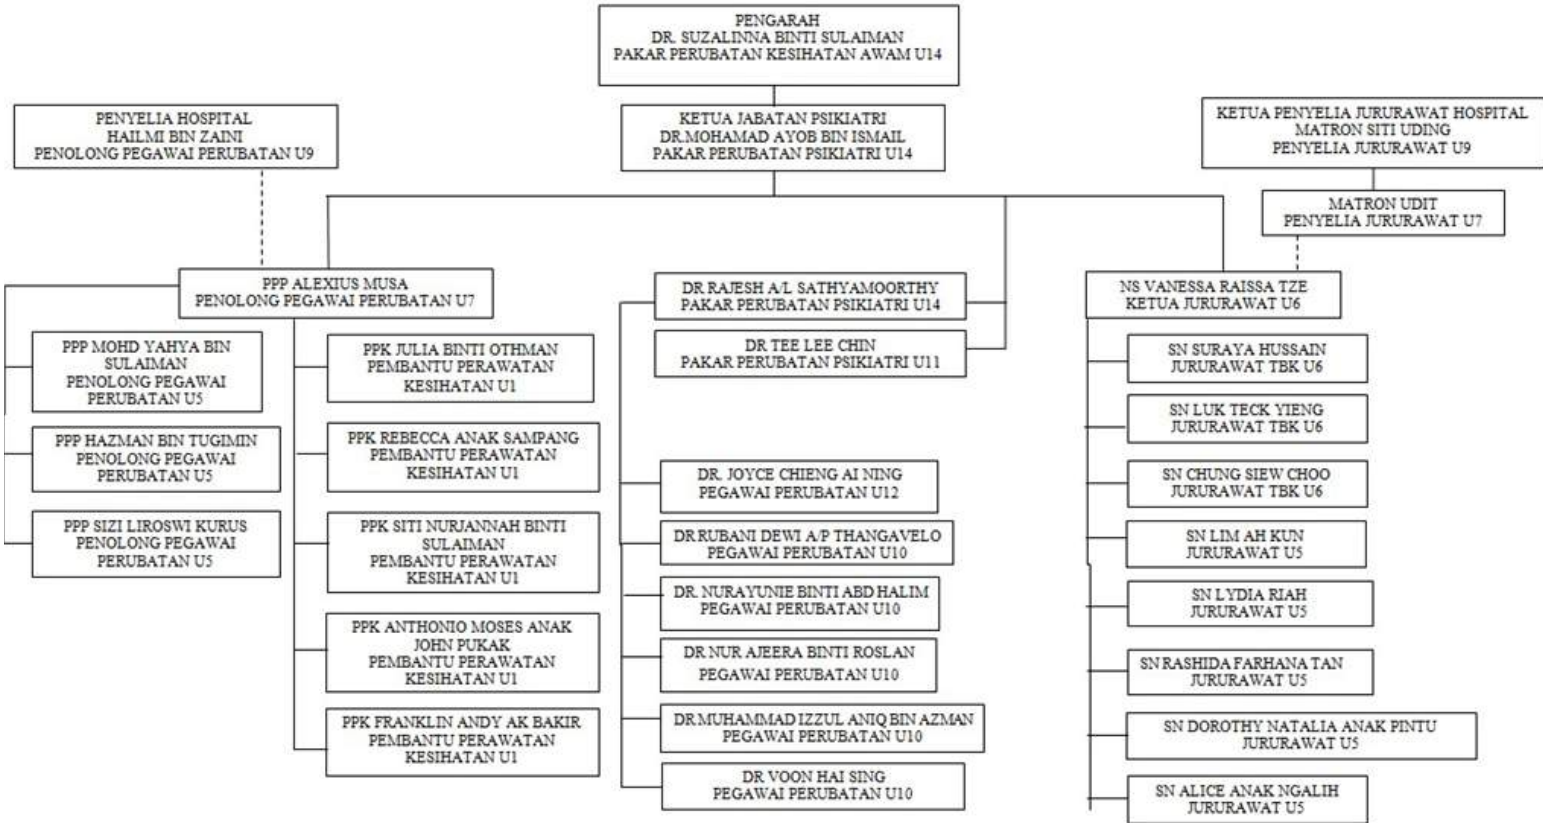 PENGARAH
DR. SUZALINNA BINTI SULAIMAN
PAKAR PERUBATAN KESIHATAN AWAM U14
PENYELIA HOSPITAL
HAILMI BIN ZAINI
PENOLONG PEGAWAI PERUBATAN U9
KETUA JABATAN PSIKIATRI
DR.MOHAMAD AYOB BIN ISMAIL
PAKAR PERUBATAN PSIKIATRI U14
KETUA PENYELIA JURURAWAT HOSPITAL
MATRON SITI UDING
PENYELIA JURURAWAT U9
MATRON UDIT
PENYELIA JURURAWAT U7
PPP ALEXIUS MUSA
PENOLONG PEGAWAI PERUBATAN U7
PPP MOHD YAHYA BIN
SULAIMAN
PENOLONG PEGAWAI
PERUBATAN U5
PPP HAZMAN BIN TUGIMIN
PENOLONG PEGAWAI
PERUBATAN U5
PPP SIZI LIROSWI KURUS
PENOLONG PEGAWAI
PERUBATAN U5
PPK JULIA BINTI OTHMAN
PEMBANTU PERAWATAN
KESIHATAN U1
PPK REBECCA ANAK SAMPANG
PEMBANTU PERAWATAN
KESIHATAN U1
PPK SITI NURJANNAH BINTI
SULAIMAN
PEMBANTU PERAWATAN
KESIHATAN U1
PPK ANTHONIO MOSES ANAK
JOHN PUKAK
PEMBANTU PERAWATAN
KESIHATAN U1
PPK FRANKLIN ANDY AK BAKIR
PEMBANTU PERAWATAN
KESIHATAN U1
DR RAJESH A/L SATHYAMOORTHY
PAKAR PERUBATAN PSIKIATRI U14
DR TEE LEE CHIN
PAKAR PERUBATAN PSIKIATRI U11
DR. JOYCE CHIENG AI NING
PEGAWAI PERUBATAN U12
DR RUBANI DEWI A/P THANGAVELO
PEGAWAI PERUBATAN U10
DR. NURAYUNIE BINTI ABD HALIM
PEGAWAI PERUBATAN U10
DR NUR AJEERA BINTI ROSLAN
PEGAWAI PERUBATAN U10
DR MUHAMMAD IZZUL ANIQ BIN AZMAN
PEGAWAI PERUBATAN U10
DR VOON HAI SING
PEGAWAI PERUBATAN U10
NS VANESSA RAISSA TZE
KETUA JURURAWAT U6
SN SURAYA HUSSAIN
JURURAWAT TBK U6
SN LUK TECK YIENG
JURURAWAT TBK U6
SN CHUNG SIEW CHOO
JURURAWAT TBK U6
SN LIM AH KUN
JURURAWAT U5
SN LYDIA RIAH
JURURAWAT U5
SN RASHIDA FARHANA TAN
JURURAWAT U5
SN DOROTHY NATALIA ANAK PINTU
JURURAWAT U5
SN ALICE ANAK NGALIH
JURURAWAT U5